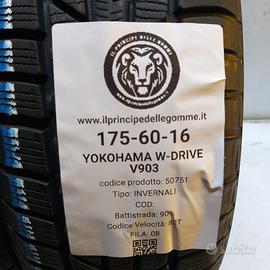 IL PRINCIPE DELLE GOMME
www.ilprincipedellegomme.it
175-60-16
YOKOHAMA W-DRIVE
V903
codice prodotto: 50751
Tipo: INVERNALI
COD:
Battistrada: 90%
Codice Velocità: 82T
FILA: 08
subito